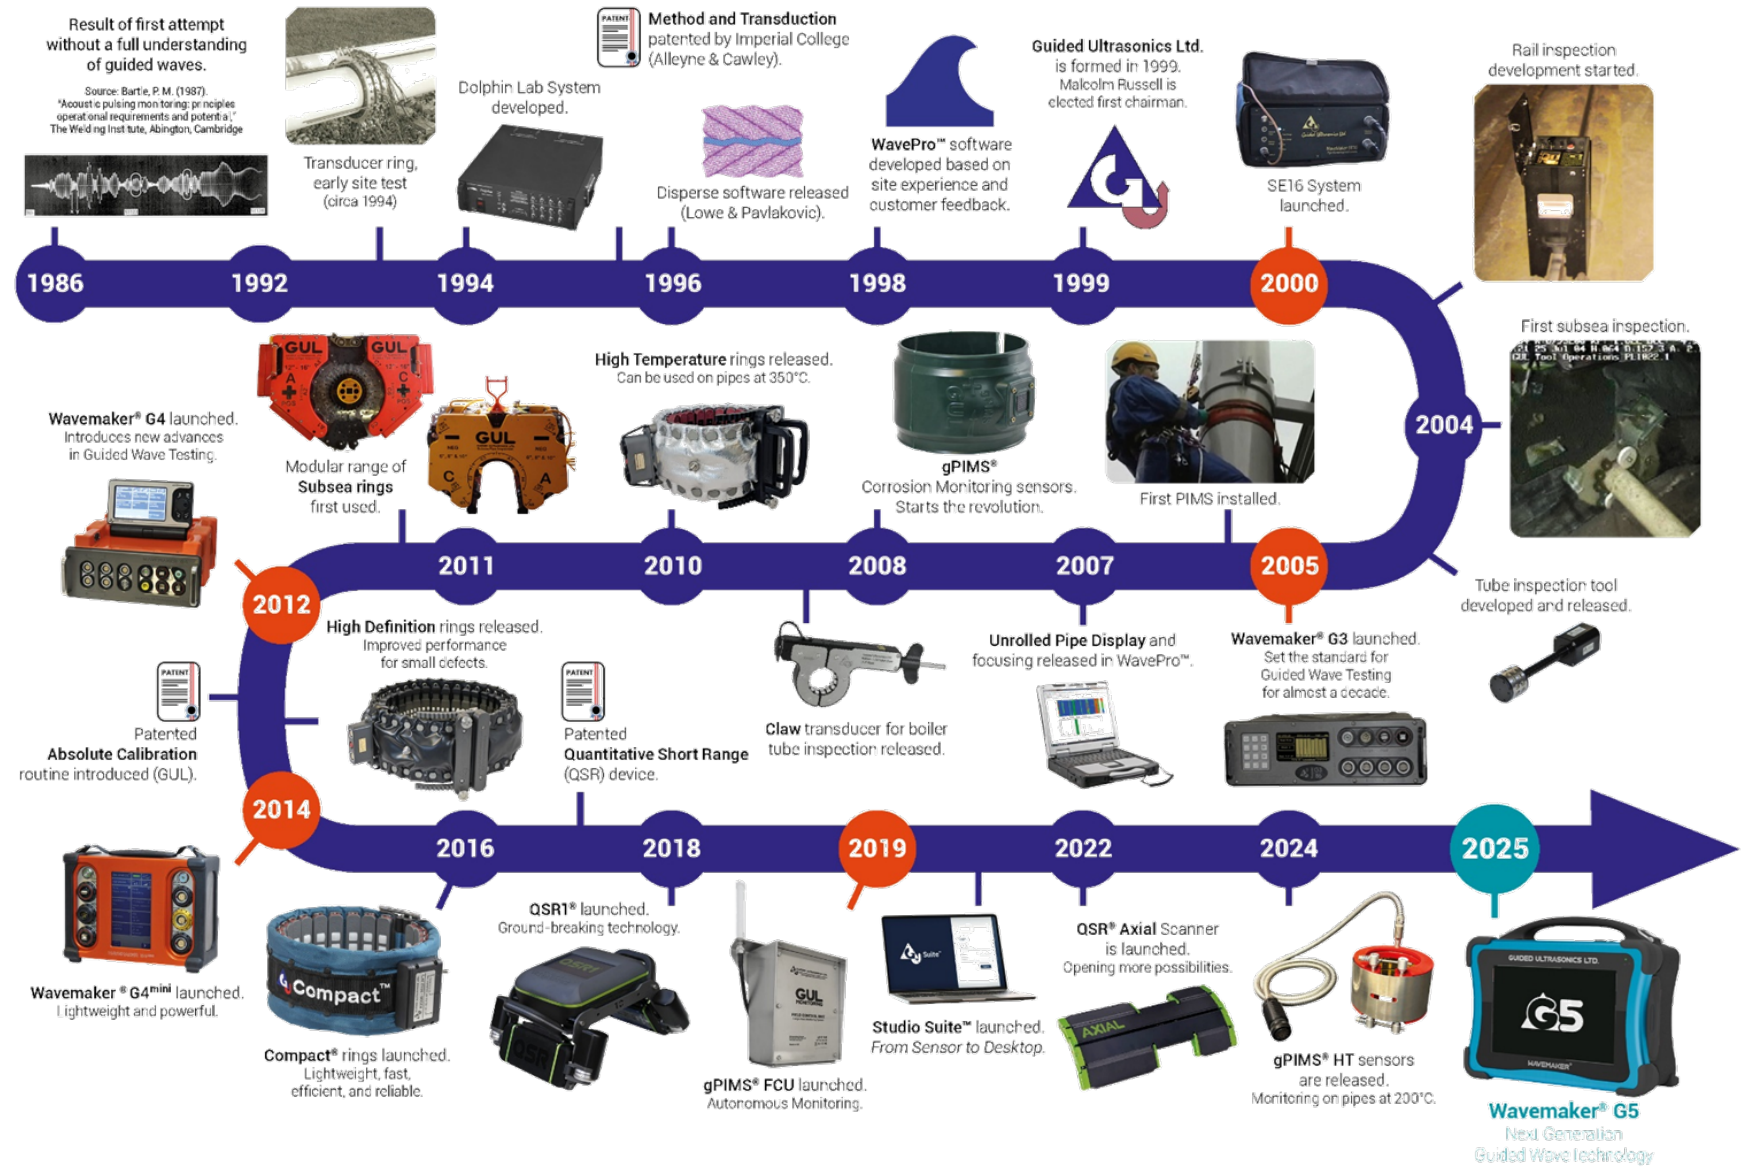 Result of first attempt
without a full understanding
of guided waves.
Source: Bartle, P. M. (1987).
"Acoustic pulsing monitoring: principles
operational requirements and potential,"
The Welding Institute, Abington, Cambridge
Transducer ring,
early site test
(circa 1994)
Dolphin Lab System
developed.
PATENT
Method and Transduction
patented by Imperial College
(Alleyne & Cawley).
Disperse software released
(Lowe & Pavlakovic).
WavePro™ software
developed based on
site experience and
customer feedback.
Guided Ultrasonics Ltd.
is formed in 1999.
Malcolm Russell is
elected first chairman.
G
Guided Ultrasonics Ltd
SE16 System
launched.
Rail inspection
development started.
1986
1992
1994
1996
1998
1999
2000
First subsea inspection.
GUL Tool Operations PLT022.1
2004
Tube inspection tool
developed and released.
Wavemaker® G4 launched.
Introduces new advances
in Guided Wave Testing.
GUL GUL
A C
Modular range of
Subsea rings
first used.
GUL
C A
High Temperature rings released.
Can be used on pipes at 350°C.
gPIMS®
Corrosion Monitoring sensors.
Starts the revolution.
First PIMS installed.
2012
2011
2010
2008
2007
2005
High Definition rings released.
Improved performance
for small defects.
Claw transducer for boiler
tube inspection released.
Unrolled Pipe Display and
focusing released in WavePro™.
Wavemaker® G3 launched.
Set the standard for
Guided Wave Testing
for almost a decade.
PATENT
Patented
Absolute Calibration
routine introduced (GUL).
PATENT
Patented
Quantitative Short Range
(QSR) device.
2014
2016
2018
2019
2022
2024
2025
Wavemaker® G4mini launched.
Lightweight and powerful.
Compact™
Compact® rings launched.
Lightweight, fast,
efficient, and reliable.
QSR1® launched.
Ground-breaking technology.
QSR1
QSR
GUL
MONITORING
gPIMS® FCU launched.
Autonomous Monitoring.
G Suite™
Studio Suite™ launched.
From Sensor to Desktop.
QSR® Axial Scanner
is launched.
Opening more possibilities.
AXIAL
gPIMS® HT sensors
are released.
Monitoring on pipes at 200°C.
GUIDED ULTRASONICS LTD.
G5
WAVEMAKER®
Wavemaker® G5
Next Generation
Guided Wave Technology